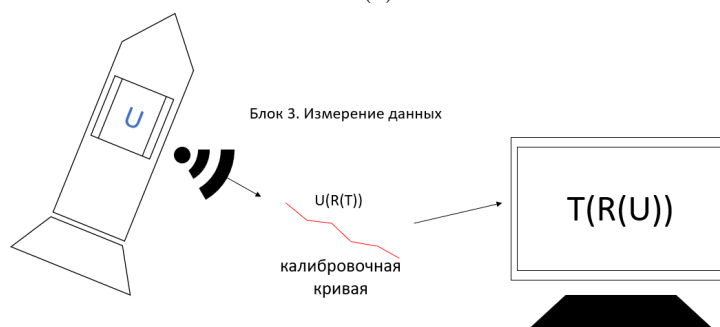 U
Блок 3. Измерение данных
U(R(T))
калибровочная
кривая
T(R(U))